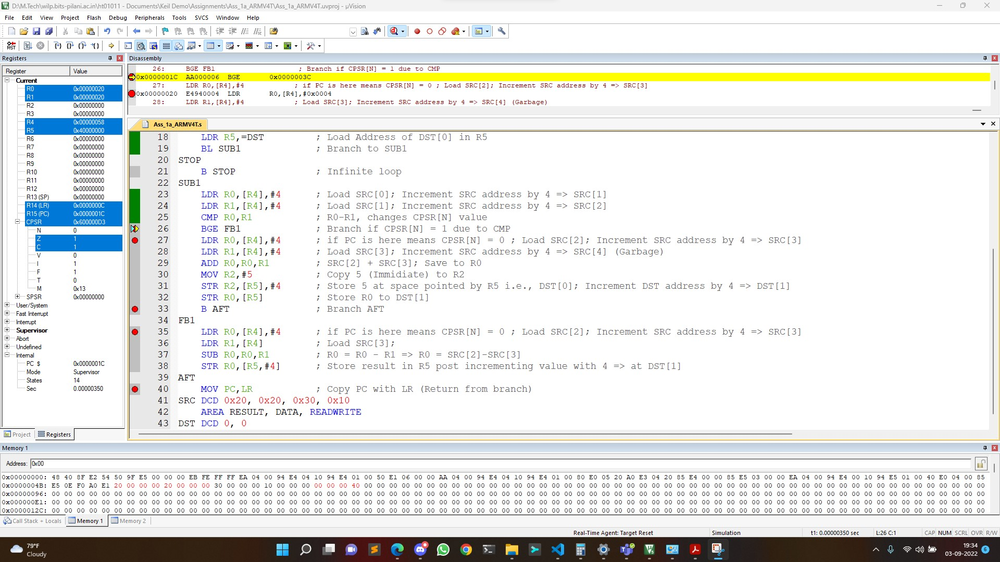 D:\M.Tech\wilp.bits-pilani.ac.in\ht01011 - Documents\Keil Demo\Assignments\Ass_1a_ARMV4T\Ass_1a_ARMV4T.uvproj - µVision
File Edit View Project Flash Debug Peripherals Tools SVCS Window Help
Registers
Register Value
Current
R0 0x00000020
R1 0x00000020
R2 0x00000000
R3 0x00000000
R4 0x00000058
R5 0x40000000
R6 0x00000000
R7 0x00000000
R8 0x00000000
R9 0x00000000
R10 0x00000000
R11 0x00000000
R12 0x00000000
R13 (SP) 0x00000000
R14 (LR) 0x0000000C
R15 (PC) 0x0000001C
CPSR 0x600000D3
N 0
Z 1
C 1
V 0
I 1
F 1
T 0
M 0x13
SPSR 0x00000000
User/System
Fast Interrupt
Interrupt
Supervisor
Abort
Undefined
Internal
PC $ 0x0000001C
Mode Supervisor
States 14
Sec 0.00000350
Project Registers
Disassembly
26: BGE FB1 ; Branch if CPSR[N] = 1 due to CMP
0x0000001C AA000006 BGE 0x0000003C
27: LDR R0,[R4],#4 ; if PC is here means CPSR[N] = 0 ; Load SRC[2]; Increment SRC address by 4 => SRC[3]
0x00000020 E4940004 LDR R0,[R4],#0x0004
28: LDR R1,[R4],#4 ; Load SRC[3]; Increment SRC address by 4 => SRC[4] (Garbage)
Ass_1a_ARMV4T.s
18 LDR R5,=DST ; Load Address of DST[0] in R5
19 BL SUB1 ; Branch to SUB1
20 STOP
21 B STOP ; Infinite loop
22 SUB1
23 LDR R0,[R4],#4 ; Load SRC[0]; Increment SRC address by 4 => SRC[1]
24 LDR R1,[R4],#4 ; Load SRC[1]; Increment SRC address by 4 => SRC[2]
25 CMP R0,R1 ; R0-R1, changes CPSR[N] value
26 BGE FB1 ; Branch if CPSR[N] = 1 due to CMP
27 LDR R0,[R4],#4 ; if PC is here means CPSR[N] = 0 ; Load SRC[2]; Increment SRC address by 4 => SRC[3]
28 LDR R1,[R4],#4 ; Load SRC[3]; Increment SRC address by 4 => SRC[4] (Garbage)
29 ADD R0,R0,R1 ; SRC[2] + SRC[3]; Save to R0
30 MOV R2,#5 ; Copy 5 (Immidiate) to R2
31 STR R2,[R5],#4 ; Store 5 at space pointed by R5 i.e., DST[0]; Increment DST address by 4 => DST[1]
32 STR R0,[R5] ; Store R0 to DST[1]
33 B AFT ; Branch AFT
34 FB1
35 LDR R0,[R4],#4 ; if PC is here means CPSR[N] = 0 ; Load SRC[2]; Increment SRC address by 4 => SRC[3]
36 LDR R1,[R4] ; Load SRC[3];
37 SUB R0,R0,R1 ; R0 = R0 - R1 => R0 = SRC[2]-SRC[3]
38 STR R0,[R5,#4] ; Store result in R5 post incrementing value with 4 => at DST[1]
39 AFT
40 MOV PC,LR ; Copy PC with LR (Return from branch)
41 SRC DCD 0x20, 0x20, 0x30, 0x10
42 AREA RESULT, DATA, READWRITE
43 DST DCD 0, 0
Memory 1
Address: 0x00
0x00000000: 48 40 8F E2 54 50 9F E5 00 00 00 EB FE FF FF EA 04 00 94 E4 04 10 94 E4 01 00 50 E1 06 00 00 AA 04 00 94 E4 04 10 94 E4 01 00 80 E0 05 20 A0 E3 04 20 85 E4 00 00 85 E5 03 00 00 EA 04 00 94 E4 00 10 94 E5 01 00 40 E0 04 00 85
0x0000004B: E5 0E F0 A0 E1 20 00 00 00 20 00 00 00 30 00 00 00 10 00 00 00 00 00 00 40 00 00 00 00 00 00 00 00 00 00 00 00 00 00 00 00 00 00 00 00 00 00 00 00 00 00 00 00 00 00 00 00 00 00 00 00 00 00 00 00 00 00 00 00 00 00 00 00 00 00
0x00000096: 00 00 00 00 00 00 00 00 00 00 00 00 00 00 00 00 00 00 00 00 00 00 00 00 00 00 00 00 00 00 00 00 00 00 00 00 00 00 00 00 00 00 00 00 00 00 00 00 00 00 00 00 00 00 00 00 00 00 00 00 00 00 00 00 00 00 00 00 00 00 00 00 00 00 00
0x000000E1: 00 00 00 00 00 00 00 00 00 00 00 00 00 00 00 00 00 00 00 00 00 00 00 00 00 00 00 00 00 00 00 00 00 00 00 00 00 00 00 00 00 00 00 00 00 00 00 00 00 00 00 00 00 00 00 00 00 00 00 00 00 00 00 00 00 00 00 00 00 00 00 00 00 00 00
0x0000012C: 00 00 00 00 00 00 00 00 00 00 00 00 00 00 00 00 00 00 00 00 00 00 00 00 00 00 00 00 00 00 00 00 00 00 00 00 00 00 00 00 00 00 00 00 00 00 00 00 00 00 00 00 00 00 00 00 00 00 00 00 00 00 00 00 00 00 00 00 00 00 00 00 00 00 00
Call Stack + Locals Memory 1 Memory 2
Real-Time Agent: Target Reset Simulation t1: 0.00000350 sec L:26 C:1 CAP NUM SCRL OVR R/W
79°F
Cloudy
19:34
03-09-2022
6